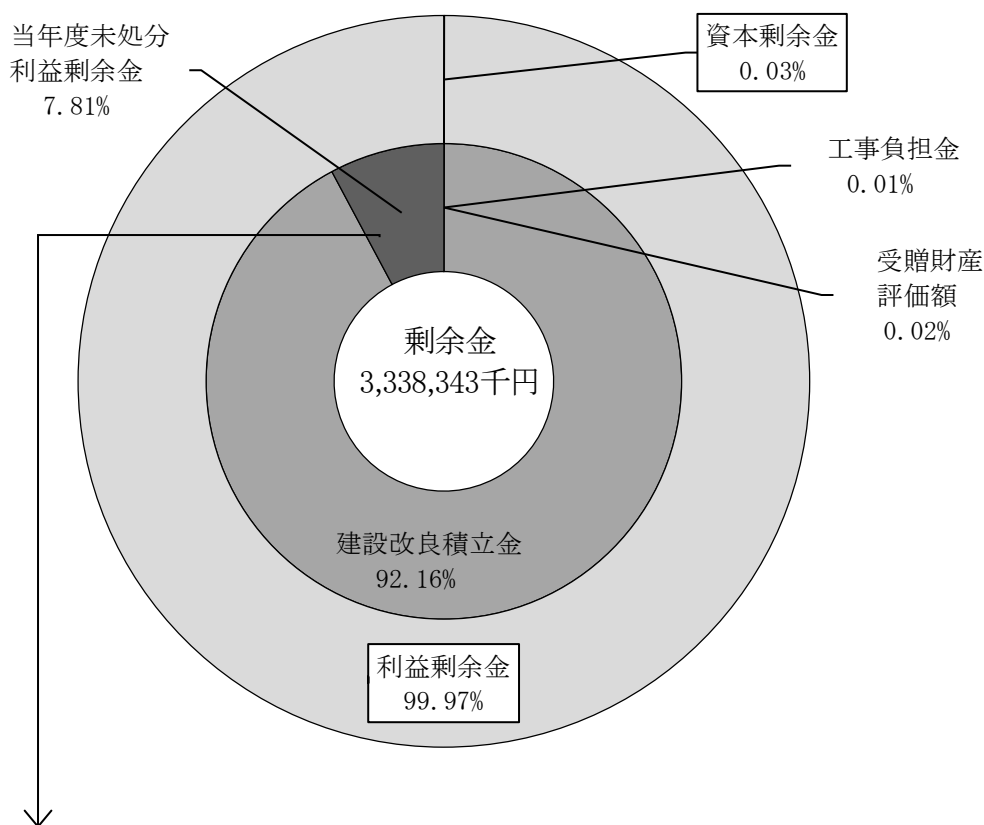 当年度未処分
利益剰余金
7.81%
資本剰余金
0.03%
工事負担金
0.01%
受贈財産
評価額
0.02%
剰余金
3,338,343千円
建設改良積立金
92.16%
利益剰余金
99.97%